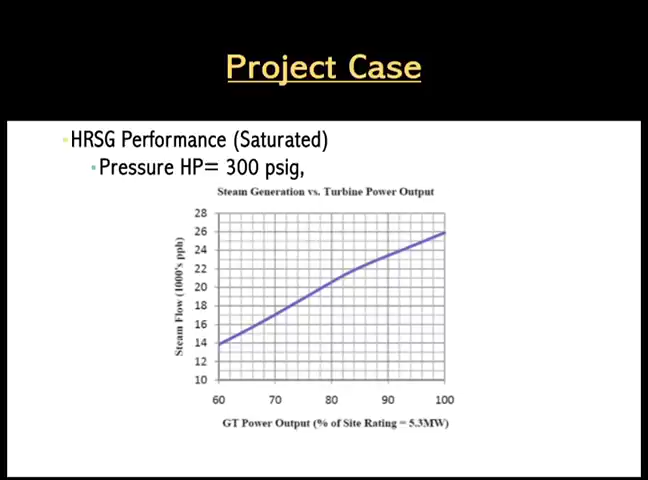 Project Case
HRSG Performance (Saturated)
Pressure HP= 300 psig,
Steam Generation vs. Turbine Power Output
Steam Flow (1000's pph)
28
26
24
22
20
18
16
14
12
10
60 70 80 90 100
GT Power Output (% of Site Rating = 5.3MW)